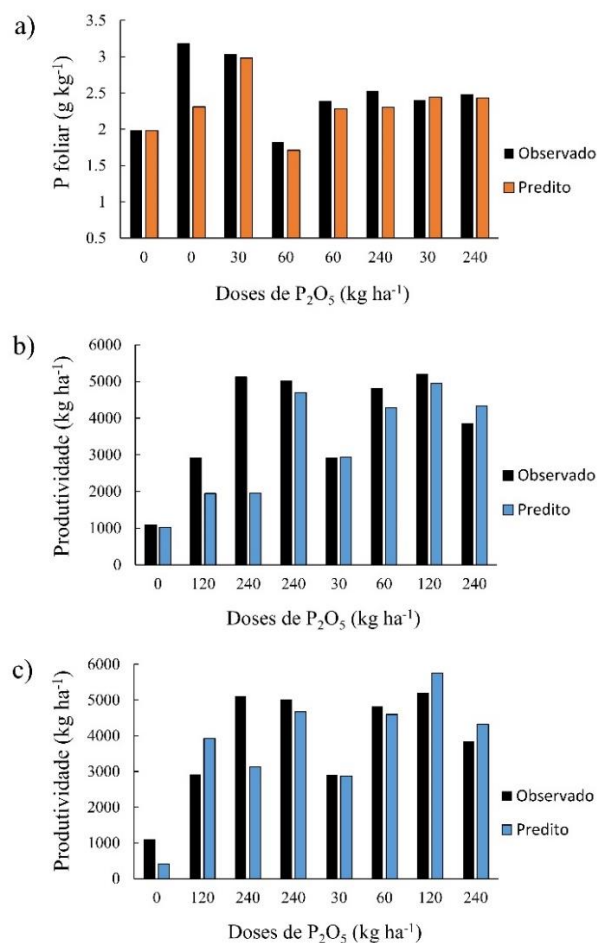 a)
P foliar (g kg⁻¹)
3.5
3
2.5
2
1.5
1
0.5
0 0 30 60 60 240 30 240
Doses de P₂O₅ (kg ha⁻¹)
Observado
Predito
b)
Produtividade (kg ha⁻¹)
6000
5000
4000
3000
2000
1000
0
0 120 240 240 30 60 120 240
Doses de P₂O₅ (kg ha⁻¹)
Observado
Predito
c)
Produtividade (kg ha⁻¹)
6000
5000
4000
3000
2000
1000
0
0 120 240 240 30 60 120 240
Doses de P₂O₅ (kg ha⁻¹)
Observado
Predito